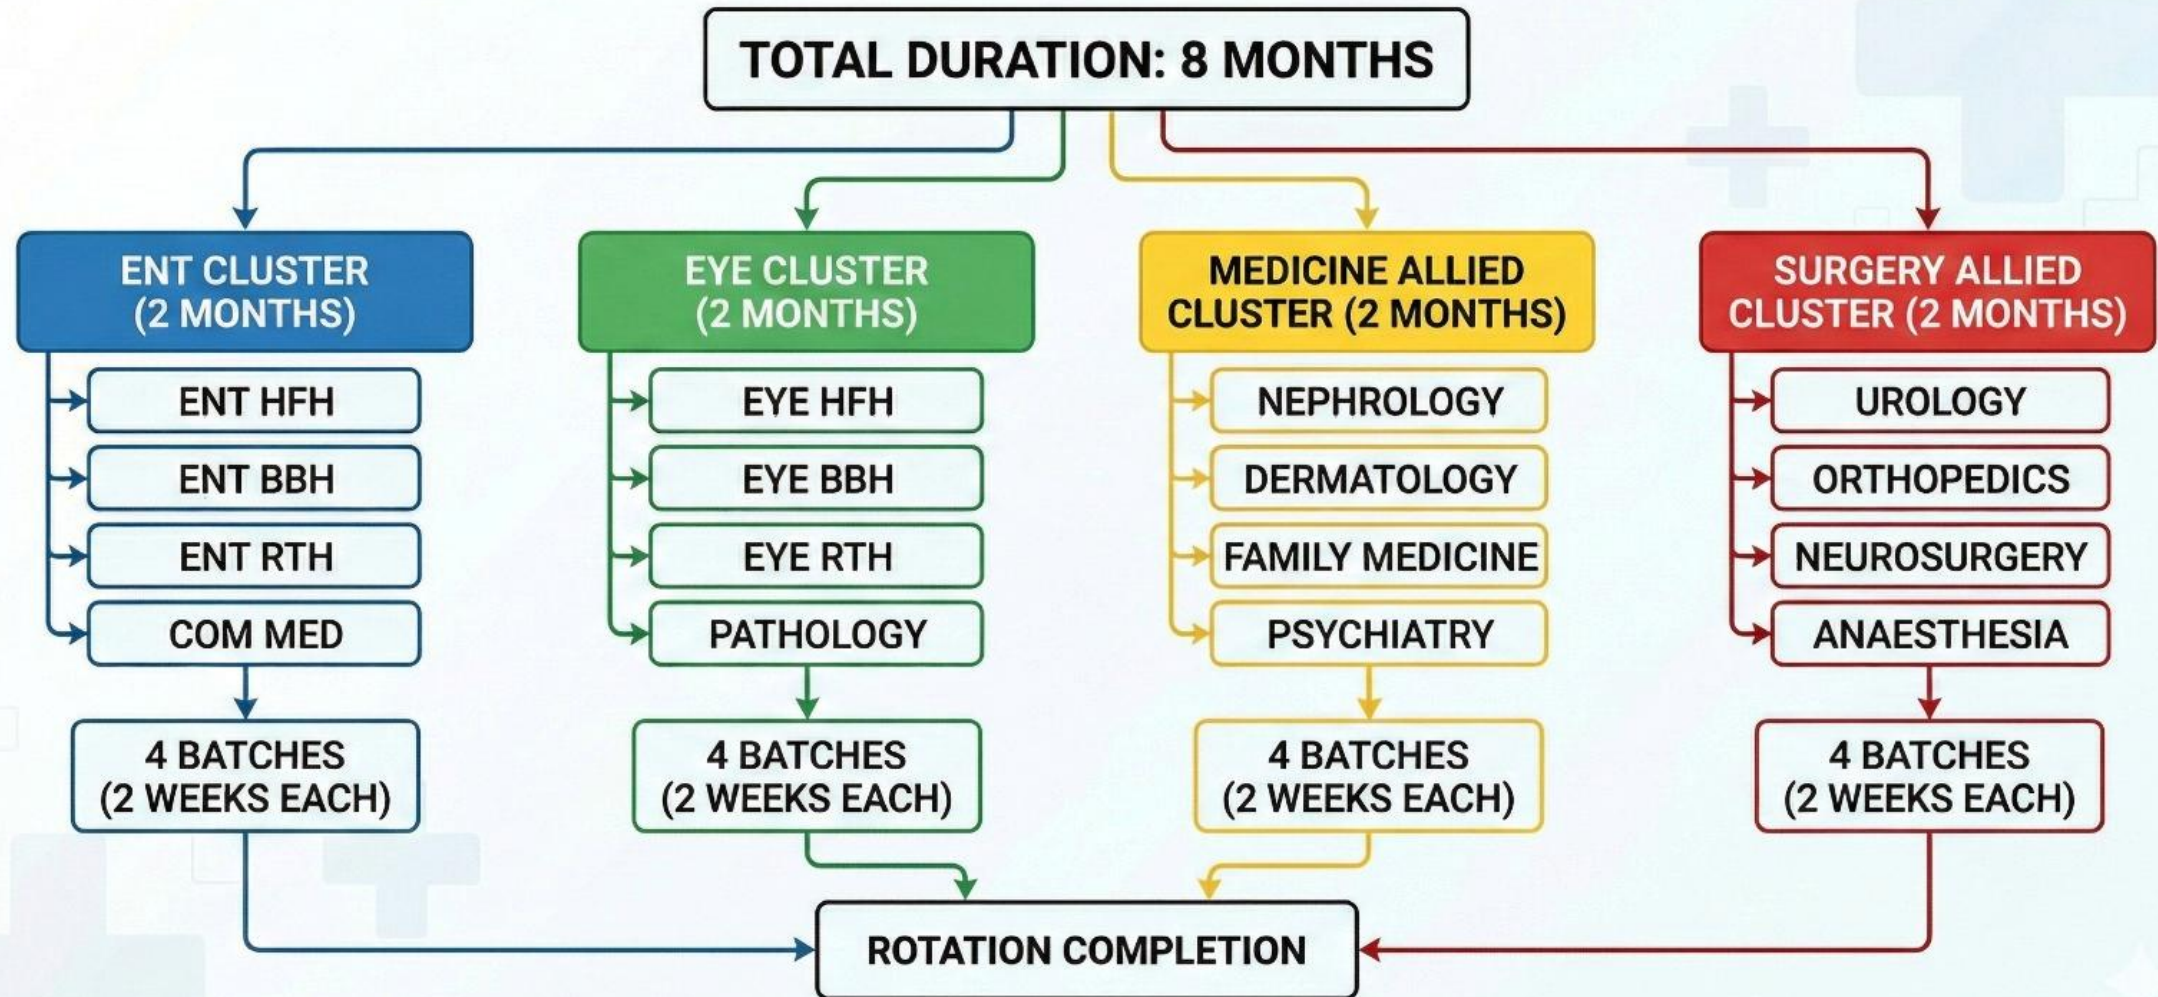 TOTAL DURATION: 8 MONTHS
ENT CLUSTER
(2 MONTHS)
ENT HFH
ENT BBH
ENT RTH
COM MED
4 BATCHES
(2 WEEKS EACH)
EYE CLUSTER
(2 MONTHS)
EYE HFH
EYE BBH
EYE RTH
PATHOLOGY
4 BATCHES
(2 WEEKS EACH)
MEDICINE ALLIED
CLUSTER (2 MONTHS)
NEPHROLOGY
DERMATOLOGY
FAMILY MEDICINE
PSYCHIATRY
4 BATCHES
(2 WEEKS EACH)
SURGERY ALLIED
CLUSTER (2 MONTHS)
UROLOGY
ORTHOPEDICS
NEUROSURGERY
ANAESTHESIA
4 BATCHES
(2 WEEKS EACH)
ROTATION COMPLETION